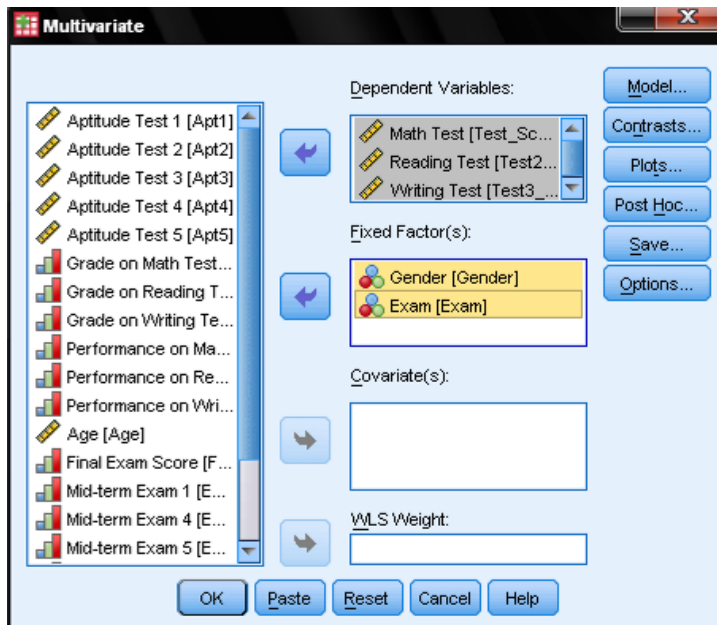 Multivariate
Aptitude Test 1 [Apt1]
Aptitude Test 2 [Apt2]
Aptitude Test 3 [Apt3]
Aptitude Test 4 [Apt4]
Aptitude Test 5 [Apt5]
Grade on Math Test...
Grade on Reading T...
Grade on Writing Te...
Performance on Ma...
Performance on Re...
Performance on Wri...
Age [Age]
Final Exam Score [F...
Mid-term Exam 1 [E...
Mid-term Exam 4 [E...
Mid-term Exam 5 [E...
Dependent Variables:
Math Test [Test_Sc...
Reading Test [Test2...
Writing Test [Test3_...
Fixed Factor(s):
Gender [Gender]
Exam [Exam]
Covariate(s):
WLS Weight:
Model...
Contrasts...
Plots...
Post Hoc...
Save...
Options...
OK
Paste
Reset
Cancel
Help